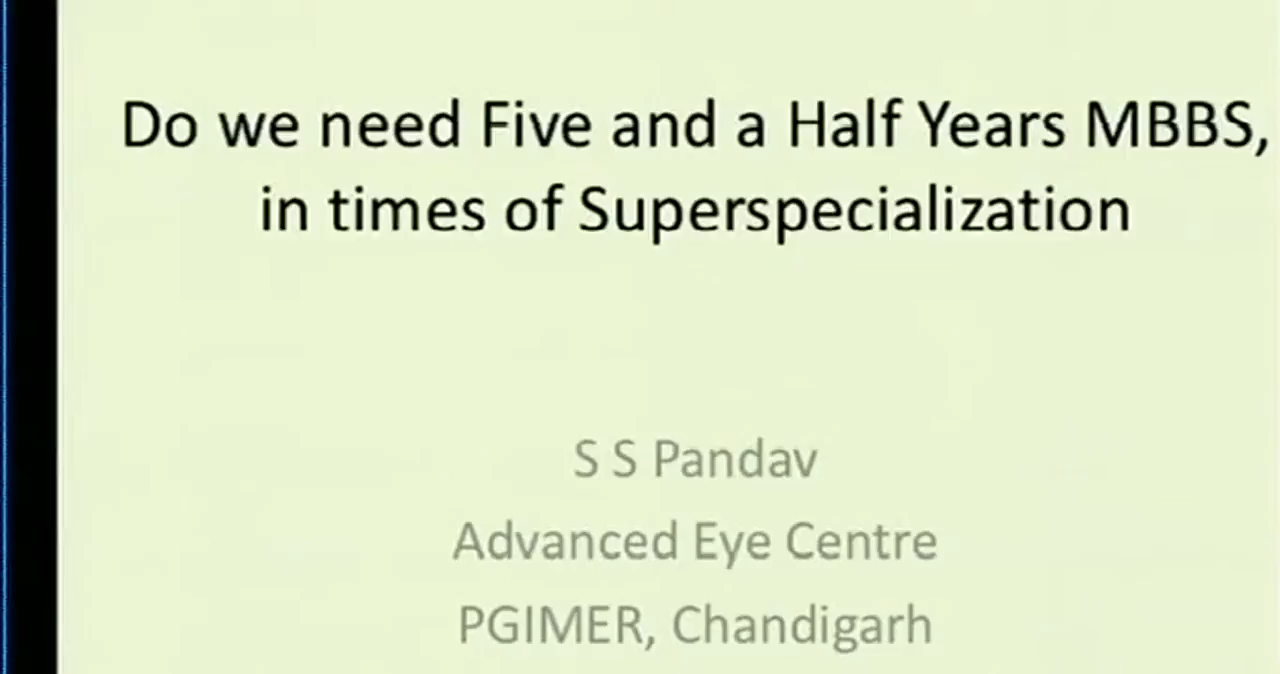 Do we need Five and a Half Years MBBS,
in times of Superspecialization
S S Pandav
Advanced Eye Centre
PGIMER, Chandigarh